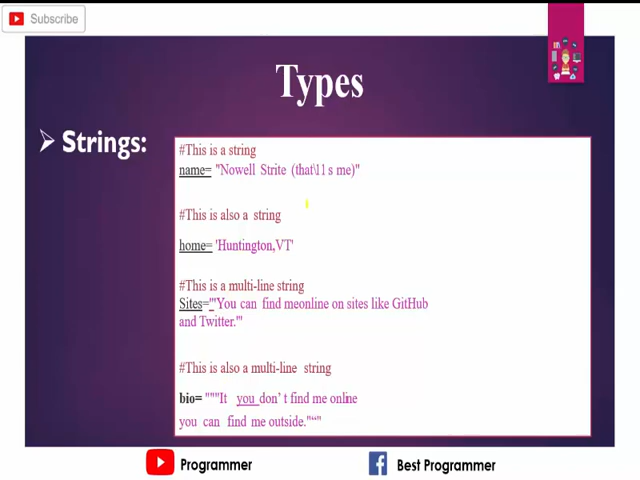 Subscribe
Types
Strings:
#This is a string
name= "Nowell Strite (that\11 s me)"
#This is also a string
home= 'Huntington,VT'
#This is a multi-line string
Sites='"You can find meonline on sites like GitHub
and Twitter.'"
#This is also a multi-line string
bio= """It you don’ t find me online
you can find me outside."“"
Programmer
Best Programmer